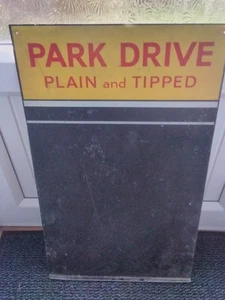 PARK DRIVE
PLAIN and TIPPED